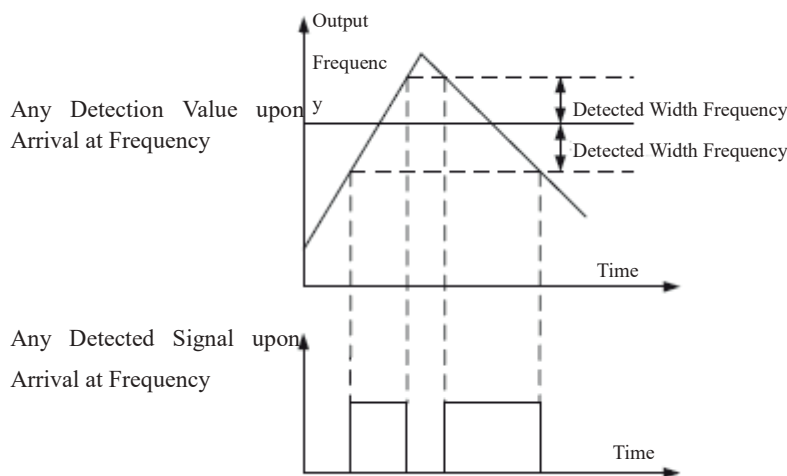 Output
Frequenc
y
Any Detection Value upon
Arrival at Frequency
Detected Width Frequency
Detected Width Frequency
Time
Any Detected Signal upon
Arrival at Frequency
Time